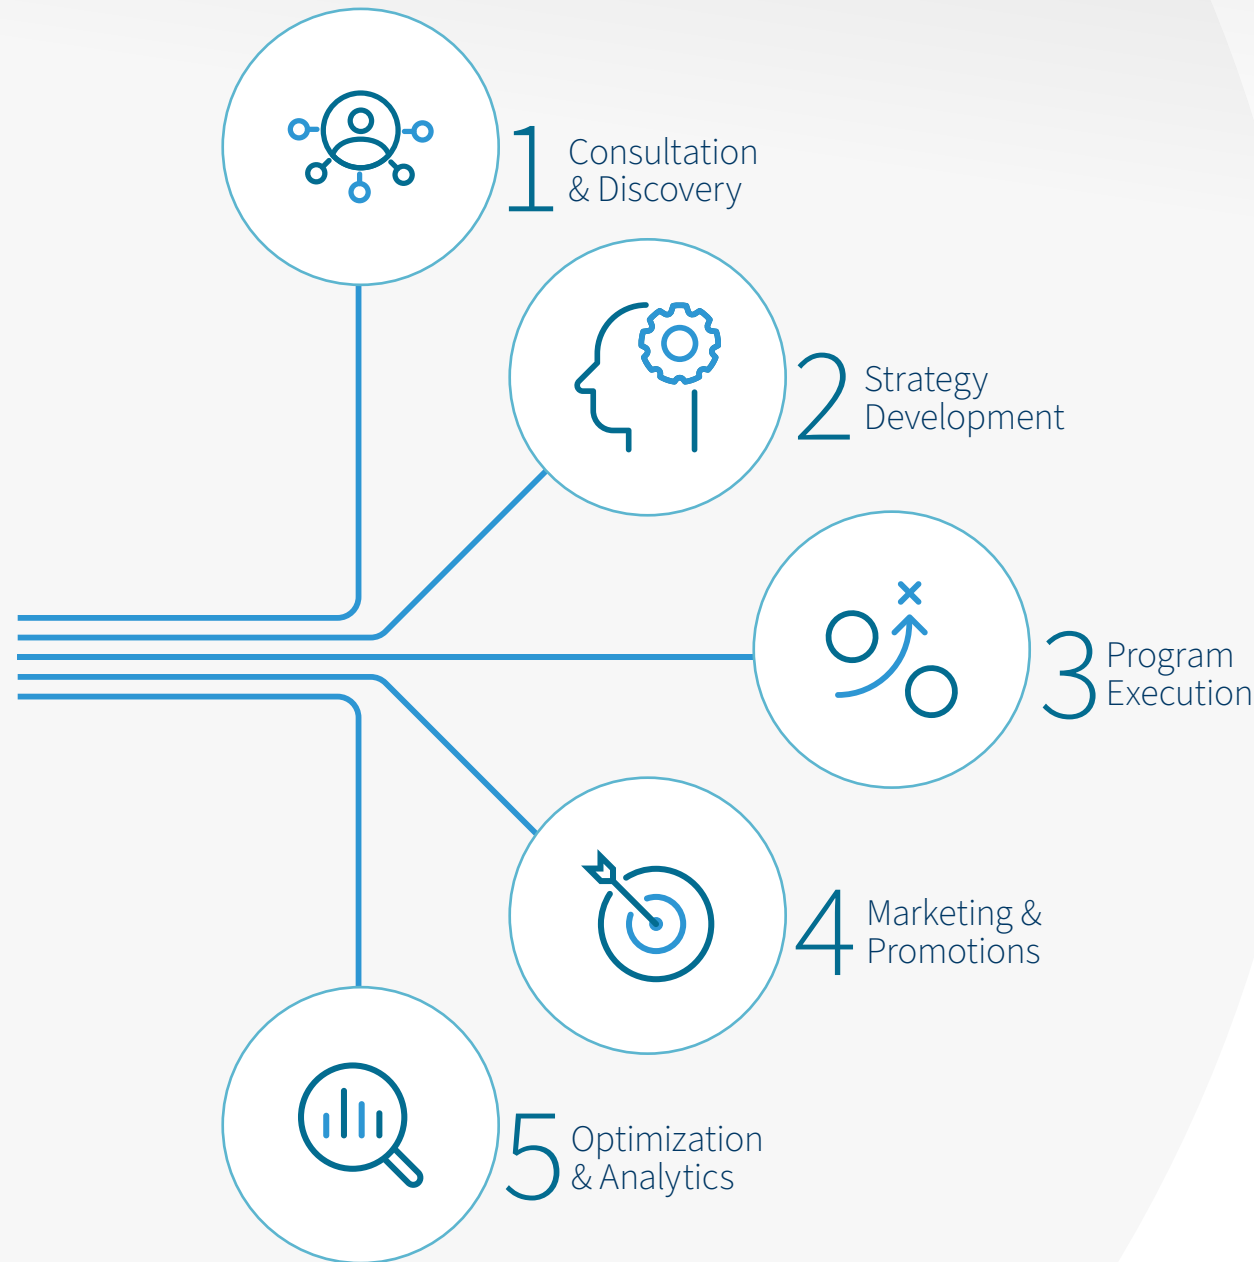 1
Consultation
& Discovery
2
Strategy
Development
3
Program
Execution
4
Marketing &
Promotions
5
Optimization
& Analytics